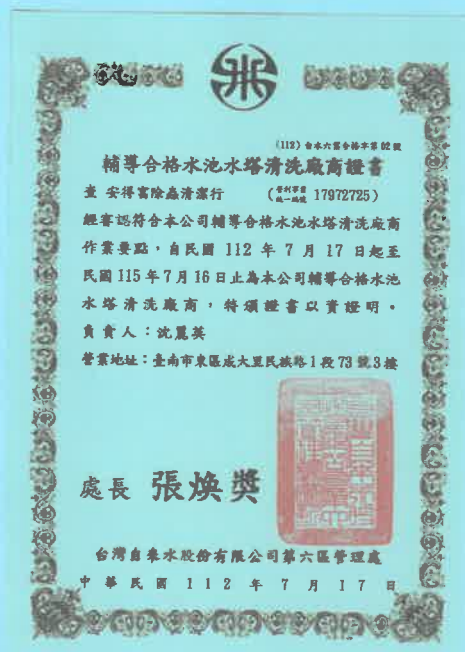 (112) 台水六營合格字第 02 號
輔導合格水池水塔清洗廠商證書
查 安得富除蟲清潔行 (營利事業統一編號 17972725)
經審認符合本公司輔導合格水池水塔清洗廠商
作業要點,自民國 112 年 7 月 17 日起至
民國 115 年 7 月 16 日止為本公司輔導合格水池
水塔清洗廠商,特頒證書以資證明。
負責人:沈麗英
營業地址:臺南市東區成大里民族路1段73號3樓
處長 張煥獎
台灣自來水股份有限公司第六區管理處
中華民國 112 年 7 月 17 日